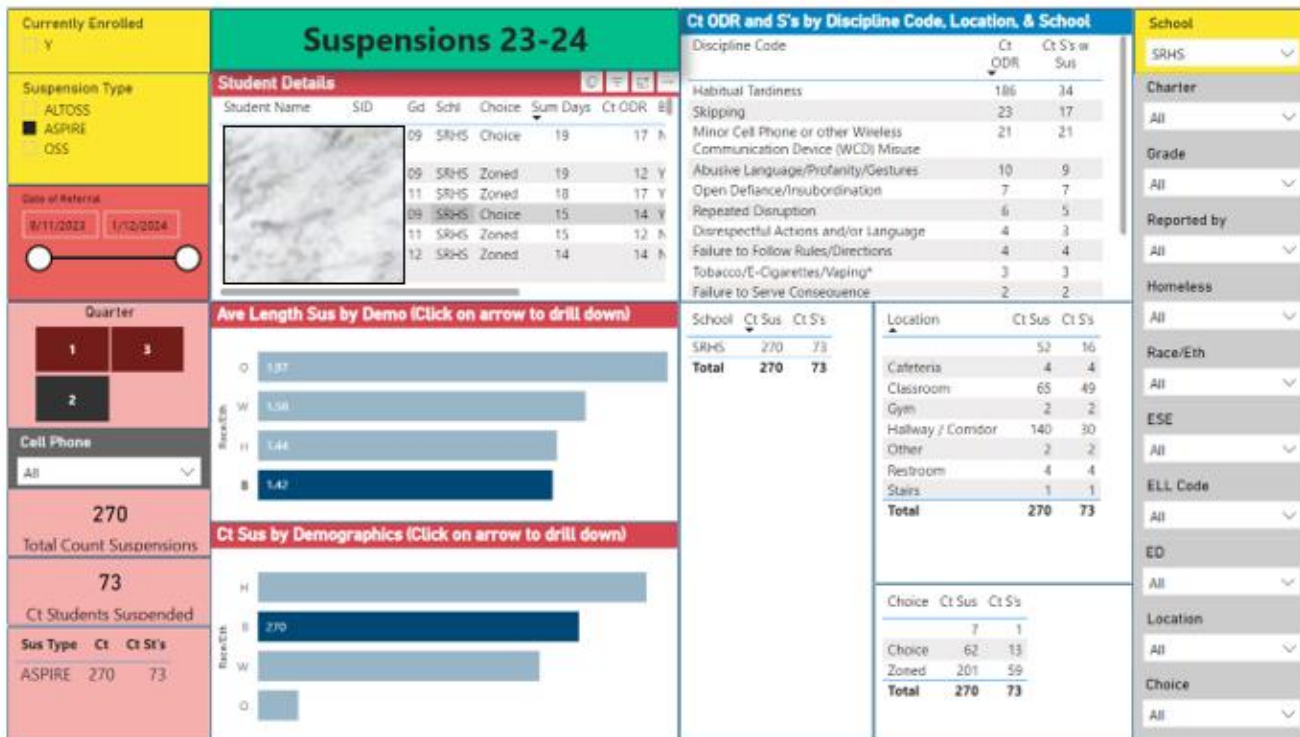 Currently Enrolled
Y
Suspension Type
ALTOSS
ASPIRE
OSS
Date of Referral
8/11/2023 1/12/2024
Quarter
1 3
2
Cell Phone
All
270
Total Count Suspensions
73
Ct Students Suspended
Sus Type Ct Ct St's
ASPIRE 270 73
Suspensions 23-24
Student Details
Student Name SID Gd Schl Choice Sum Days Ct ODR
09 SRHS Choice 19 17 N
09 SRHS Zoned 19 12 Y
11 SRHS Zoned 18 17 Y
09 SRHS Choice 15 14 Y
11 SRHS Zoned 15 12 N
12 SRHS Zoned 14 14 N
Ave Length Sus by Demo (Click on arrow to drill down)
Race/Eth
O 1.97
W 1.58
H 1.44
B 1.42
Ct Sus by Demographics (Click on arrow to drill down)
Race/Eth
H
B 270
W
O
Ct ODR and S's by Discipline Code, Location, & School
Discipline Code Ct ODR Ct S's w Sus
Habitual Tardiness 186 34
Skipping 23 17
Minor Cell Phone or other Wireless 21 21
Communication Device (WCD) Misuse
Abusive Language/Profanity/Gestures 10 9
Open Defiance/Insubordination 7 7
Repeated Disruption 6 5
Disrespectful Actions and/or Language 4 3
Failure to Follow Rules/Directions 4 4
Tobacco/E-Cigarettes/Vaping* 3 3
Failure to Serve Consequence 2 2
School Ct Sus Ct S's
SRHS 270 73
Total 270 73
Location Ct Sus Ct S's
52 16
Cafeteria 4 4
Classroom 65 49
Gym 2 2
Hallway / Corridor 140 30
Other 2 2
Restroom 4 4
Stairs 1 1
Total 270 73
Choice Ct Sus Ct S's
7 1
Choice 62 13
Zoned 201 59
Total 270 73
School
SRHS
Charter
All
Grade
All
Reported by
All
Homeless
All
Race/Eth
All
ESE
All
ELL Code
All
ED
All
Location
All
Choice
All